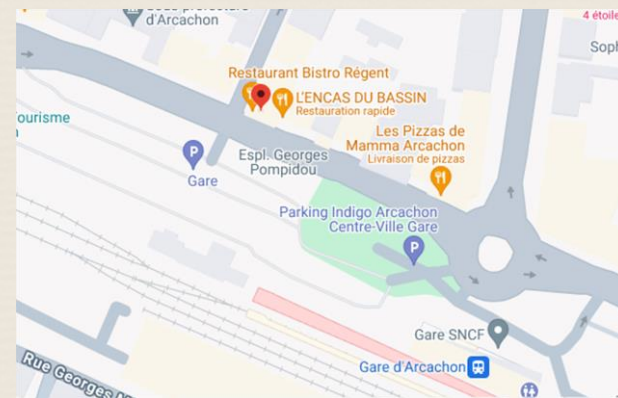 d'Arcachon
4 étoile
Soph
Restaurant Bistro Régent
L'ENCAS DU BASSIN
Restauration rapide
ourisme
Les Pizzas de
Mamma Arcachon
Livraison de pizzas
Espl. Georges
Pompidou
P
Gare
Parking Indigo Arcachon
Centre-Ville Gare
P
Gare SNCF
Gare d'Arcachon
Rue Georges